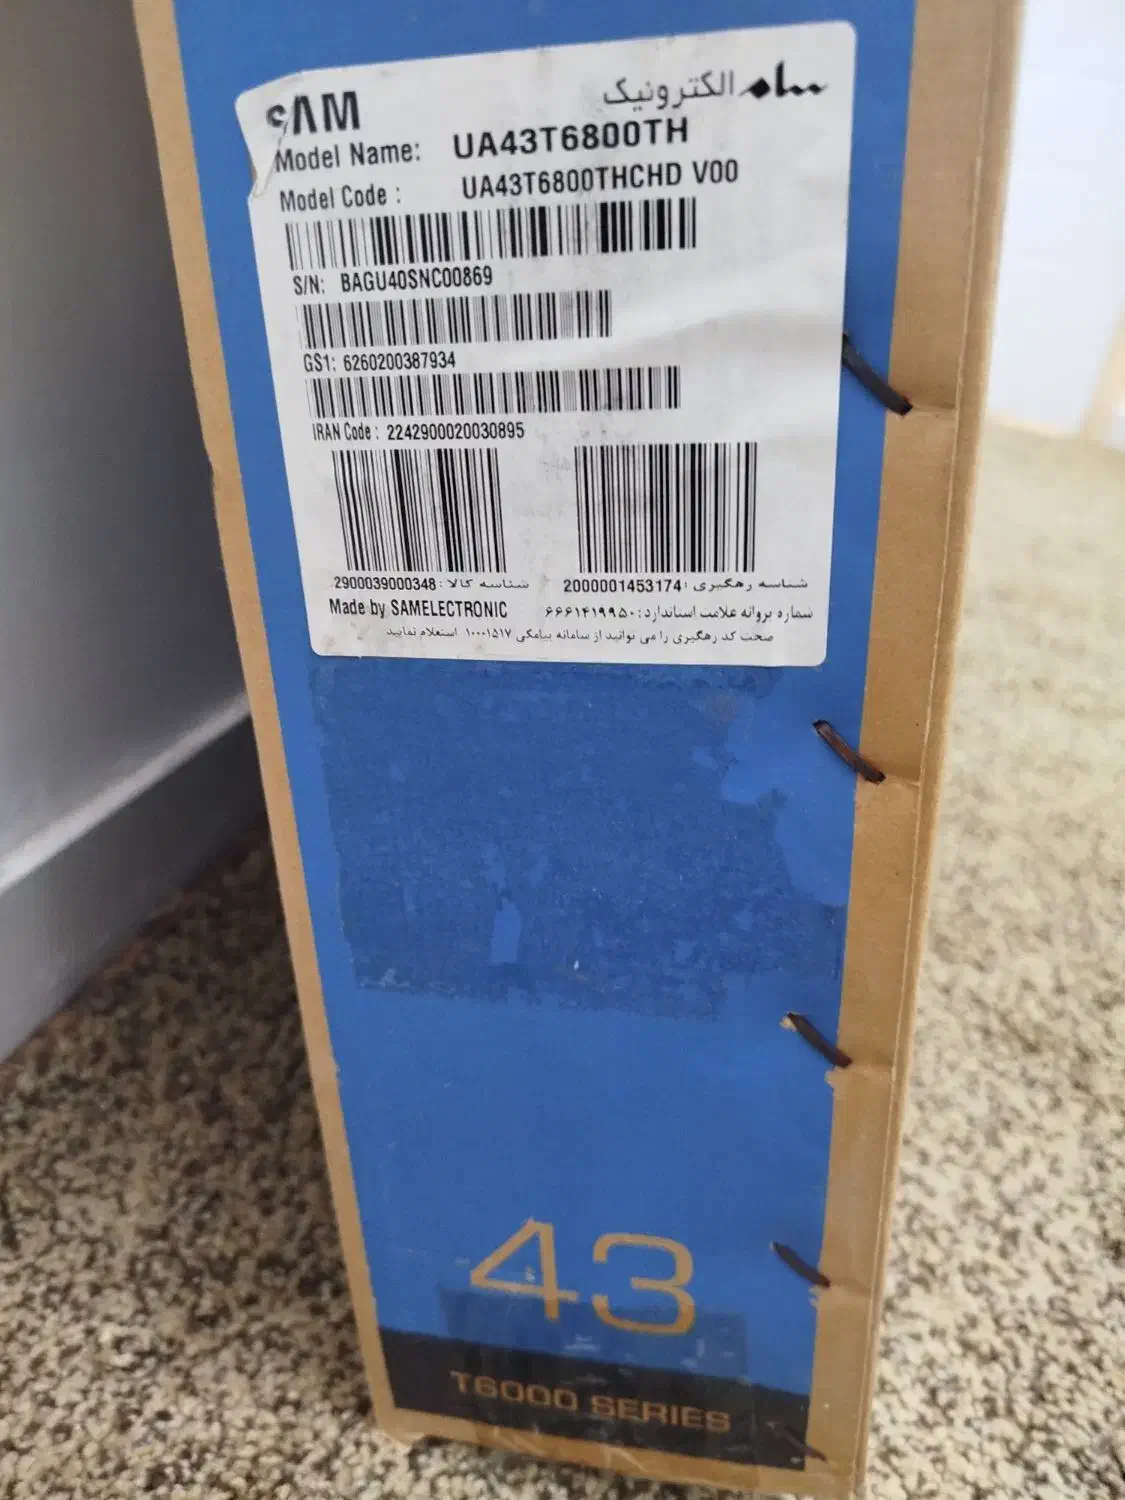 SAM سام الکترونیک
Model Name: UA43T6800TH
Model Code : UA43T6800THCHD V00
S/N: BAGU40SNC00869
GS1: 6260200387934
IRAN Code : 2242900020030895
شناسه رهگیری : 2000001453174
شناسه کالا : 2900039000348
Made by SAMELECTRONIC
شماره پروانه علامت استاندارد: ۶۶۶۱۴۱۹۹۵۰
صحت کد رهگیری را می توانید از سامانه پیامکی ۱۰۰۰۱۵۱۷ استعلام نمایید
43
T6000 SERIES